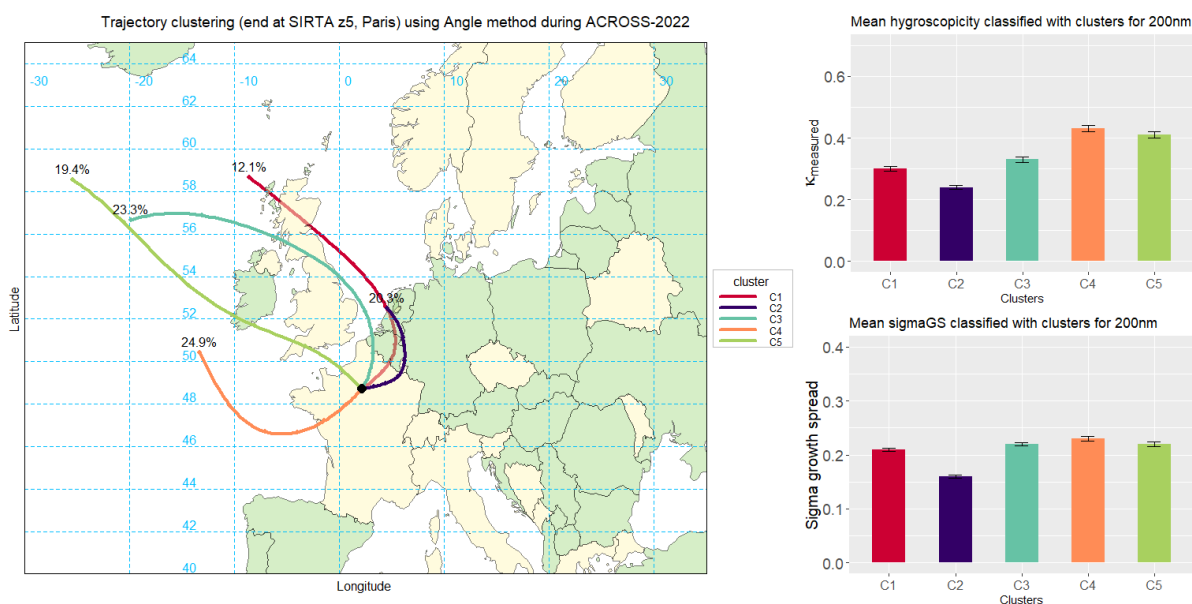 Trajectory clustering (end at SIRTA z5, Paris) using Angle method during ACROSS-2022
-30 -20 -10 0 10 20 30
64
62
60
58
56
54
52
50
48
46
44
42
40
19.4%
12.1%
23.3%
20.3%
24.9%
Latitude
Longitude
cluster
C1
C2
C3
C4
C5
Mean hygroscopicity classified with clusters for 200nm
κmeasured
0.6
0.4
0.2
0.0
C1 C2 C3 C4 C5
Clusters
Mean sigmaGS classified with clusters for 200nm
Sigma growth spread
0.4
0.3
0.2
0.1
0.0
C1 C2 C3 C4 C5
Clusters